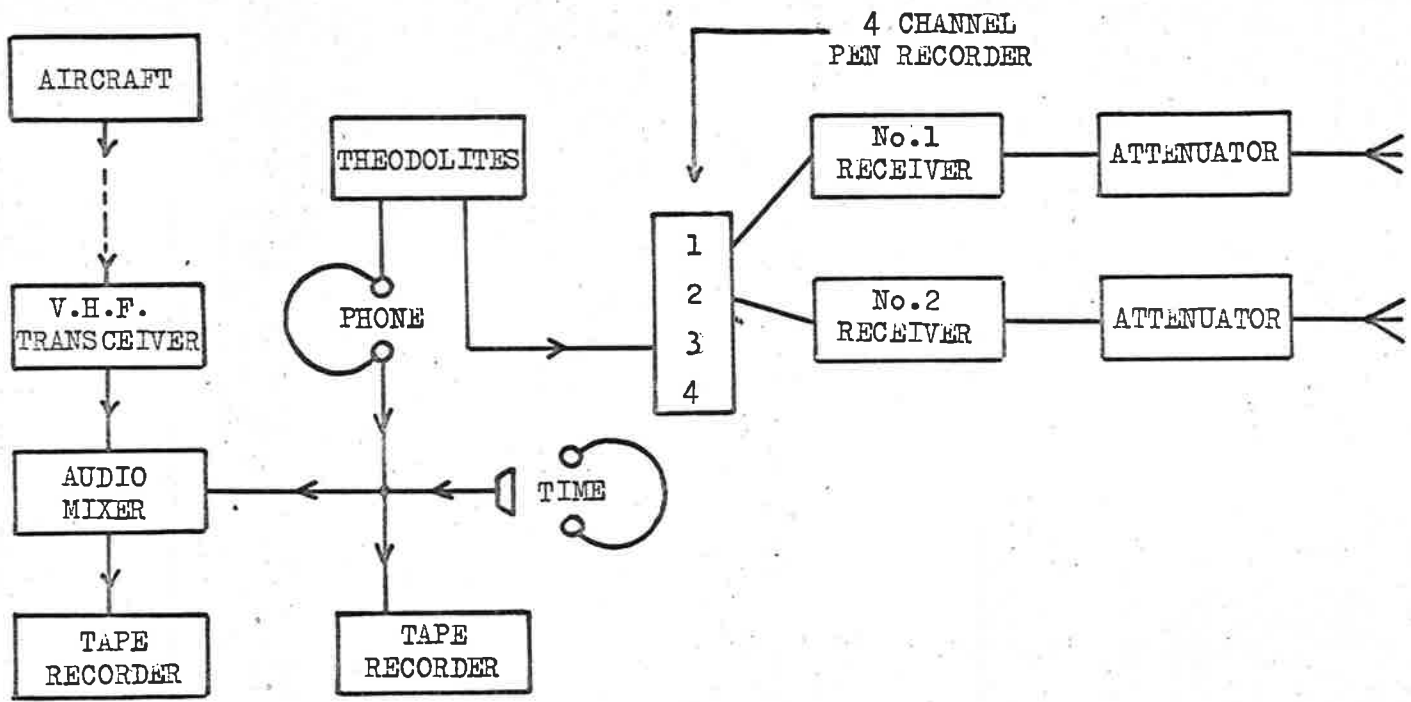 4 CHANNEL
PEN RECORDER
AIRCRAFT
THEODOLITES
No.1
RECEIVER
ATTENUATOR
1
2
3
4
V.H.F.
TRANSCEIVER
PHONE
No.2
RECEIVER
ATTENUATOR
AUDIO
MIXER
TIME
TAPE
RECORDER
TAPE
RECORDER